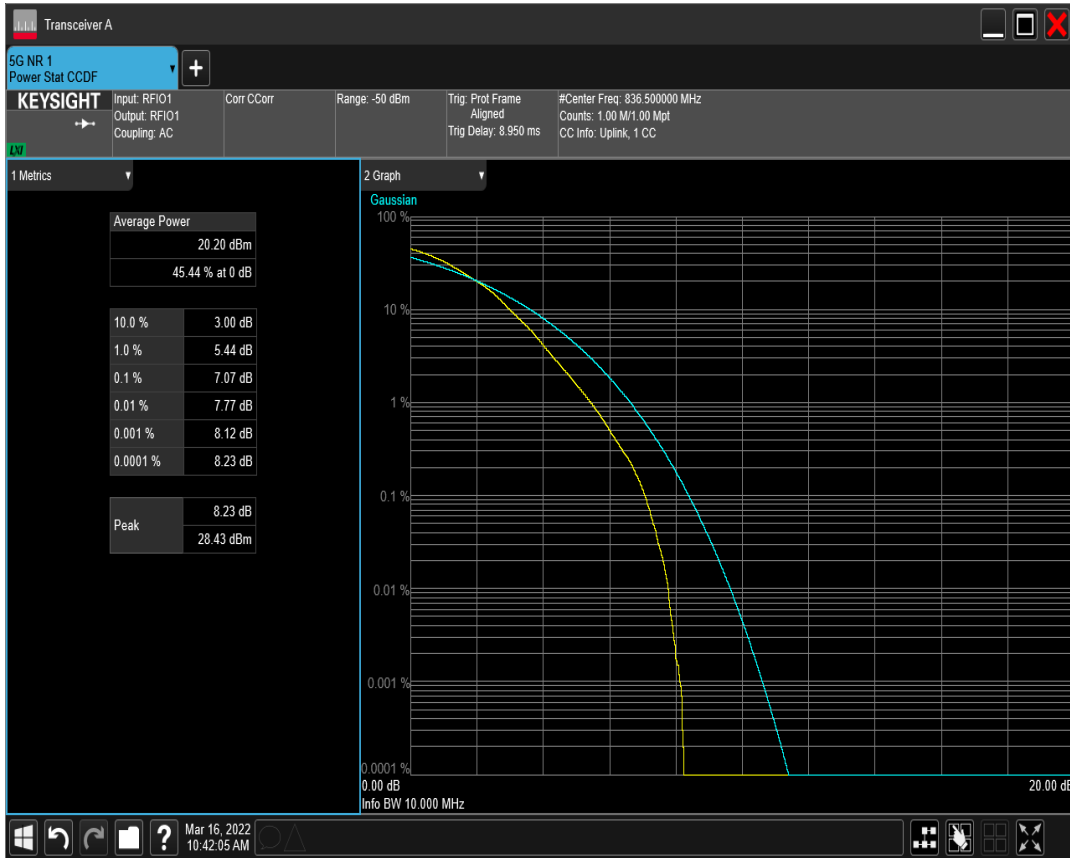 Transceiver A
5G NR 1
Power Stat CCDF
KEYSIGHT
LXI
Input: RFIO1
Output: RFIO1
Coupling: AC
Corr CCorr
Range: -50 dBm
Trig: Prot Frame
Aligned
Trig Delay: 8.950 ms
#Center Freq: 836.500000 MHz
Counts: 1.00 M/1.00 Mpt
CC Info: Uplink, 1 CC
1 Metrics
Average Power
20.20 dBm
45.44 % at 0 dB
10.0 % 3.00 dB
1.0 % 5.44 dB
0.1 % 7.07 dB
0.01 % 7.77 dB
0.001 % 8.12 dB
0.0001 % 8.23 dB
Peak
8.23 dB
28.43 dBm
2 Graph
Gaussian
100 %
10 %
1 %
0.1 %
0.01 %
0.001 %
0.0001 %
0.00 dB
20.00 dB
Info BW 10.000 MHz
?
Mar 16, 2022
10:42:05 AM